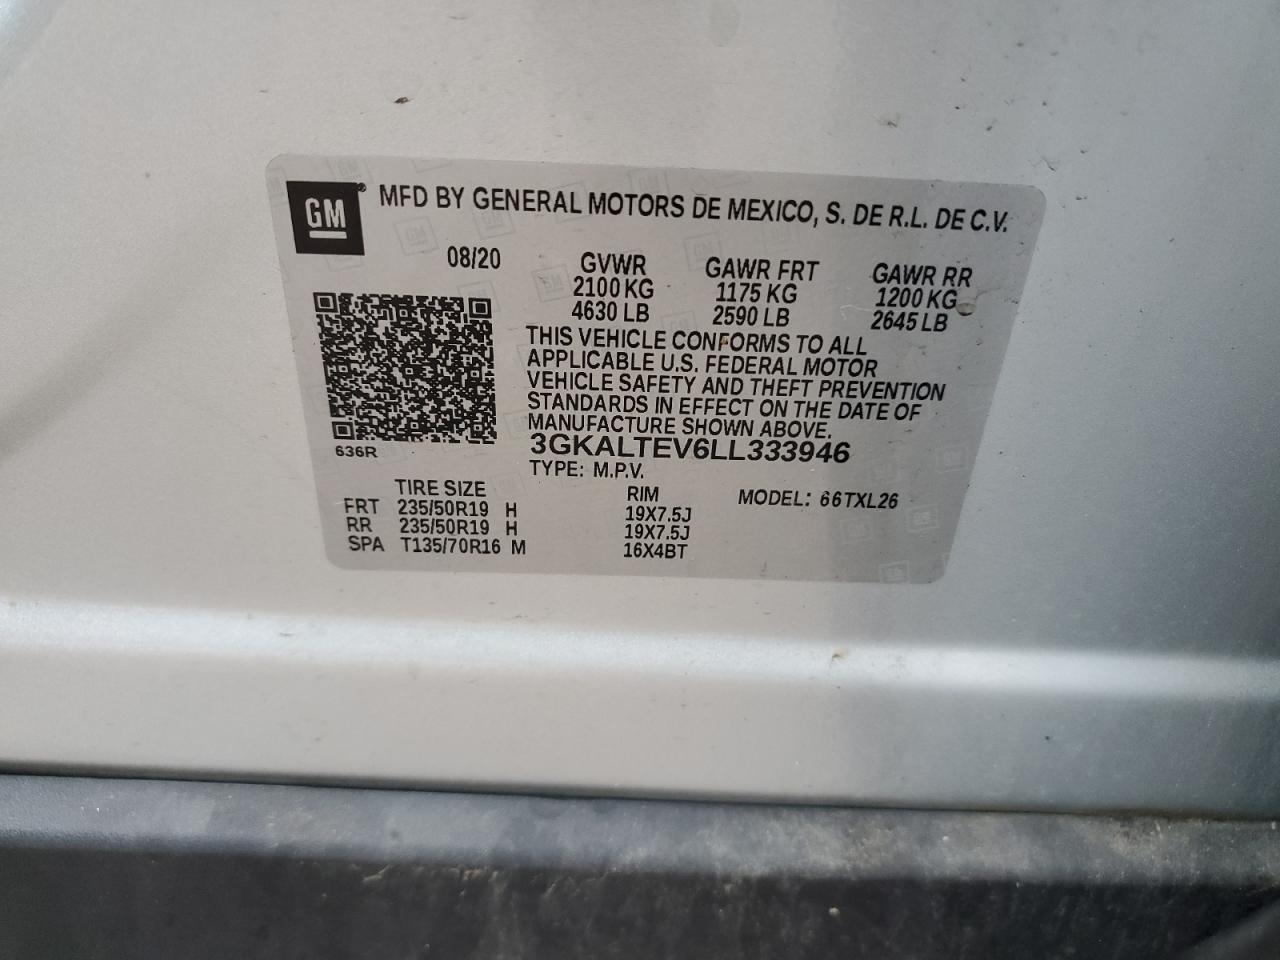 GM
MFD BY GENERAL MOTORS DE MEXICO, S. DE R.L. DE C.V.
08/20 GVWR GAWR FRT GAWR RR
2100 KG 1175 KG 1200 KG
4630 LB 2590 LB 2645 LB
THIS VEHICLE CONFORMS TO ALL
APPLICABLE U.S. FEDERAL MOTOR
VEHICLE SAFETY AND THEFT PREVENTION
STANDARDS IN EFFECT ON THE DATE OF
MANUFACTURE SHOWN ABOVE.
3GKALTEV6LL333946
636R
TYPE: M.P.V.
TIRE SIZE RIM MODEL: 66TXL26
FRT 235/50R19 H 19X7.5J
RR 235/50R19 H 19X7.5J
SPA T135/70R16 M 16X4BT